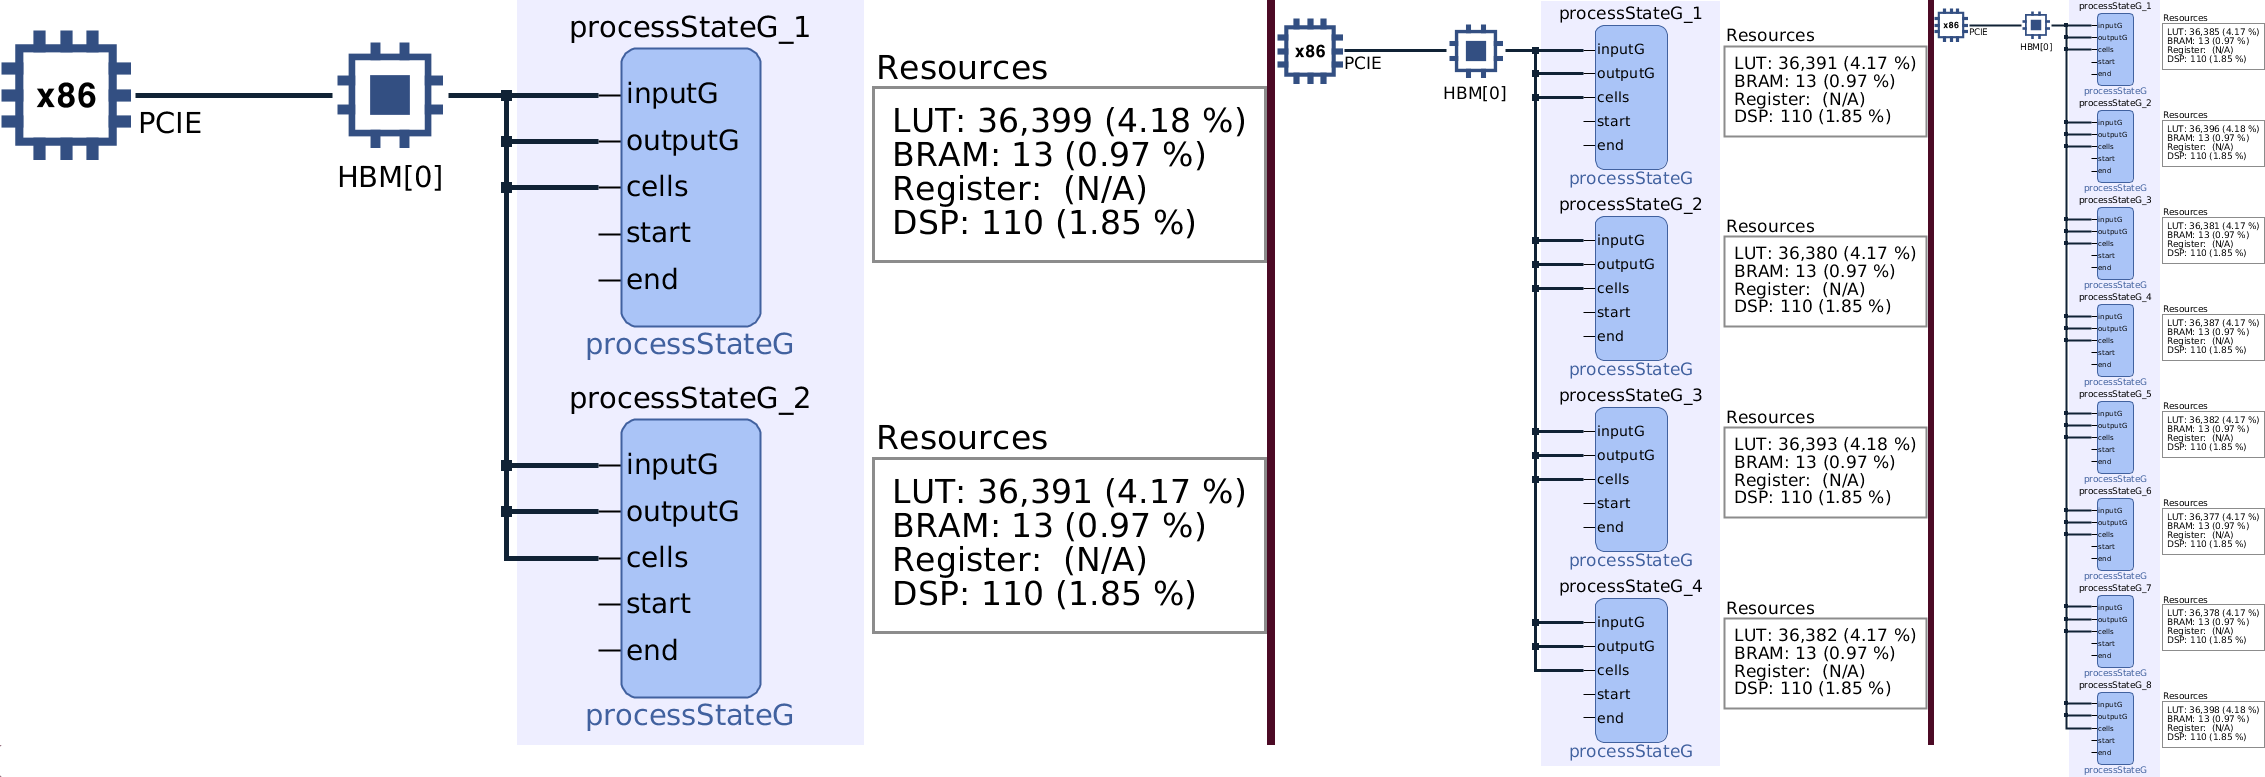 x86
PCIE
HBM[0]
processStateG_1
inputG
outputG
cells
start
end
processStateG
Resources
LUT: 36,399 (4.18 %)
BRAM: 13 (0.97 %)
Register: (N/A)
DSP: 110 (1.85 %)
processStateG_2
inputG
outputG
cells
start
end
processStateG
Resources
LUT: 36,391 (4.17 %)
BRAM: 13 (0.97 %)
Register: (N/A)
DSP: 110 (1.85 %)
x86
PCIE
HBM[0]
processStateG_1
inputG
outputG
cells
start
end
processStateG
Resources
LUT: 36,391 (4.17 %)
BRAM: 13 (0.97 %)
Register: (N/A)
DSP: 110 (1.85 %)
processStateG_2
inputG
outputG
cells
start
end
processStateG
Resources
LUT: 36,380 (4.17 %)
BRAM: 13 (0.97 %)
Register: (N/A)
DSP: 110 (1.85 %)
processStateG_3
inputG
outputG
cells
start
end
processStateG
Resources
LUT: 36,393 (4.18 %)
BRAM: 13 (0.97 %)
Register: (N/A)
DSP: 110 (1.85 %)
processStateG_4
inputG
outputG
cells
start
end
processStateG
Resources
LUT: 36,382 (4.17 %)
BRAM: 13 (0.97 %)
Register: (N/A)
DSP: 110 (1.85 %)
x86
PCIE
HBM[0]
processStateG_1
inputG
outputG
cells
start
end
processStateG
Resources
LUT: 36,385 (4.17 %)
BRAM: 13 (0.97 %)
Register: (N/A)
DSP: 110 (1.85 %)
processStateG_2
inputG
outputG
cells
start
end
processStateG
Resources
LUT: 36,396 (4.18 %)
BRAM: 13 (0.97 %)
Register: (N/A)
DSP: 110 (1.85 %)
processStateG_3
inputG
outputG
cells
start
end
processStateG
Resources
LUT: 36,381 (4.17 %)
BRAM: 13 (0.97 %)
Register: (N/A)
DSP: 110 (1.85 %)
processStateG_4
inputG
outputG
cells
start
end
processStateG
Resources
LUT: 36,387 (4.17 %)
BRAM: 13 (0.97 %)
Register: (N/A)
DSP: 110 (1.85 %)
processStateG_5
inputG
outputG
cells
start
end
processStateG
Resources
LUT: 36,382 (4.17 %)
BRAM: 13 (0.97 %)
Register: (N/A)
DSP: 110 (1.85 %)
processStateG_6
inputG
outputG
cells
start
end
processStateG
Resources
LUT: 36,377 (4.17 %)
BRAM: 13 (0.97 %)
Register: (N/A)
DSP: 110 (1.85 %)
processStateG_7
inputG
outputG
cells
start
end
processStateG
Resources
LUT: 36,378 (4.17 %)
BRAM: 13 (0.97 %)
Register: (N/A)
DSP: 110 (1.85 %)
processStateG_8
inputG
outputG
cells
start
end
processStateG
Resources
LUT: 36,398 (4.18 %)
BRAM: 13 (0.97 %)
Register: (N/A)
DSP: 110 (1.85 %)